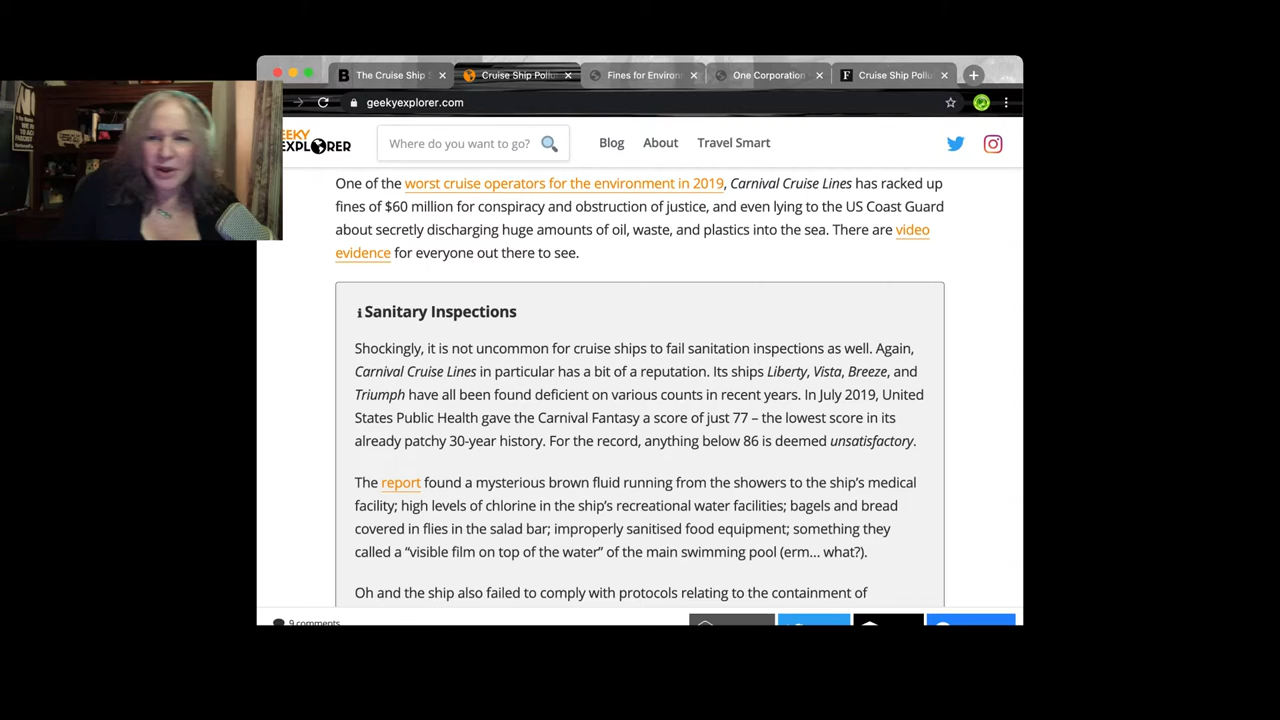 The Cruise Ship
Cruise Ship Pollu
Fines for Environ
One Corporation
Cruise Ship Pollu
geekyexplorer.com
EEKY
EXPLORER
Where do you want to go?
Blog
About
Travel Smart
One of the worst cruise operators for the environment in 2019, Carnival Cruise Lines has racked up
fines of $60 million for conspiracy and obstruction of justice, and even lying to the US Coast Guard
about secretly discharging huge amounts of oil, waste, and plastics into the sea. There are video
evidence for everyone out there to see.
Sanitary Inspections
Shockingly, it is not uncommon for cruise ships to fail sanitation inspections as well. Again,
Carnival Cruise Lines in particular has a bit of a reputation. Its ships Liberty, Vista, Breeze, and
Triumph have all been found deficient on various counts in recent years. In July 2019, United
States Public Health gave the Carnival Fantasy a score of just 77 – the lowest score in its
already patchy 30-year history. For the record, anything below 86 is deemed unsatisfactory.
The report found a mysterious brown fluid running from the showers to the ship’s medical
facility; high levels of chlorine in the ship’s recreational water facilities; bagels and bread
covered in flies in the salad bar; improperly sanitised food equipment; something they
called a “visible film on top of the water” of the main swimming pool (erm… what?).
Oh and the ship also failed to comply with protocols relating to the containment of
9 comments